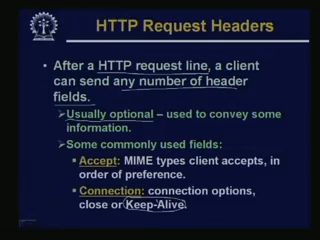 HTTP Request Headers
• After a HTTP request line, a client
can send any number of header
fields.
➢Usually optional – used to convey some
information.
➢Some commonly used fields:
▪ Accept: MIME types client accepts, in
order of preference.
▪ Connection: connection options,
close or Keep-Alive.